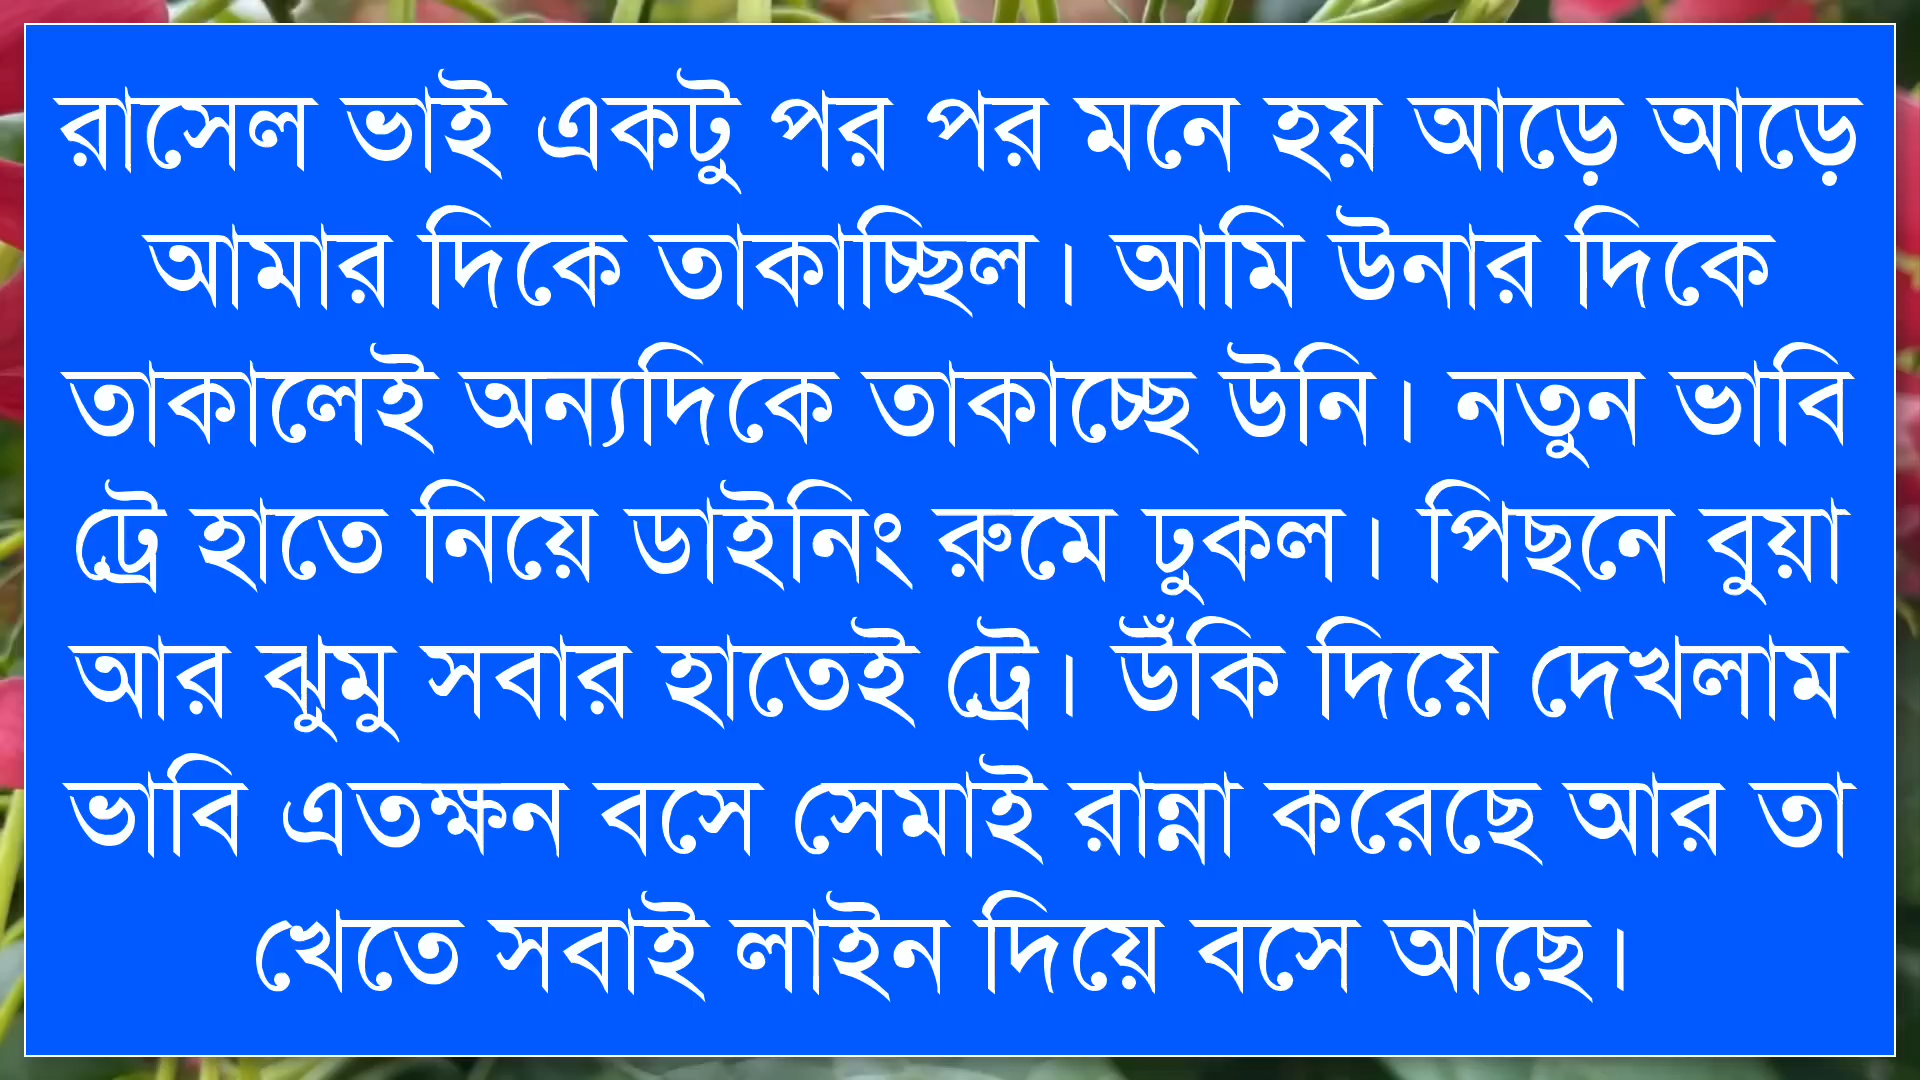 রাসেল ভাই একটু পর পর মনে হয় আড়ে আড়ে
আমার দিকে তাকাচ্ছিল। আমি উনার দিকে
তাকালেই অন্যদিকে তাকাচ্ছে উনি। নতুন ভাবি
ট্রে হাতে নিয়ে ডাইনিং রুমে ঢুকল। পিছনে বুয়া
আর ঝুমু সবার হাতেই ট্রে। উঁকি দিয়ে দেখলাম
ভাবি এতক্ষন বসে সেমাই রান্না করেছে আর তা
খেতে সবাই লাইন দিয়ে বসে আছে।